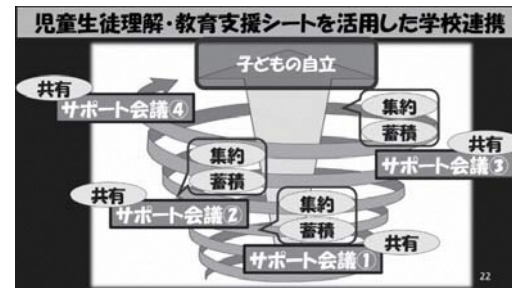 児童生徒理解・教育支援シートを活用した学校連携
子どもの自立
共有
サポート会議④
集約
蓄積
共有
サポート会議③
集約
蓄積
共有
サポート会議②
集約
蓄積
共有
サポート会議①
22